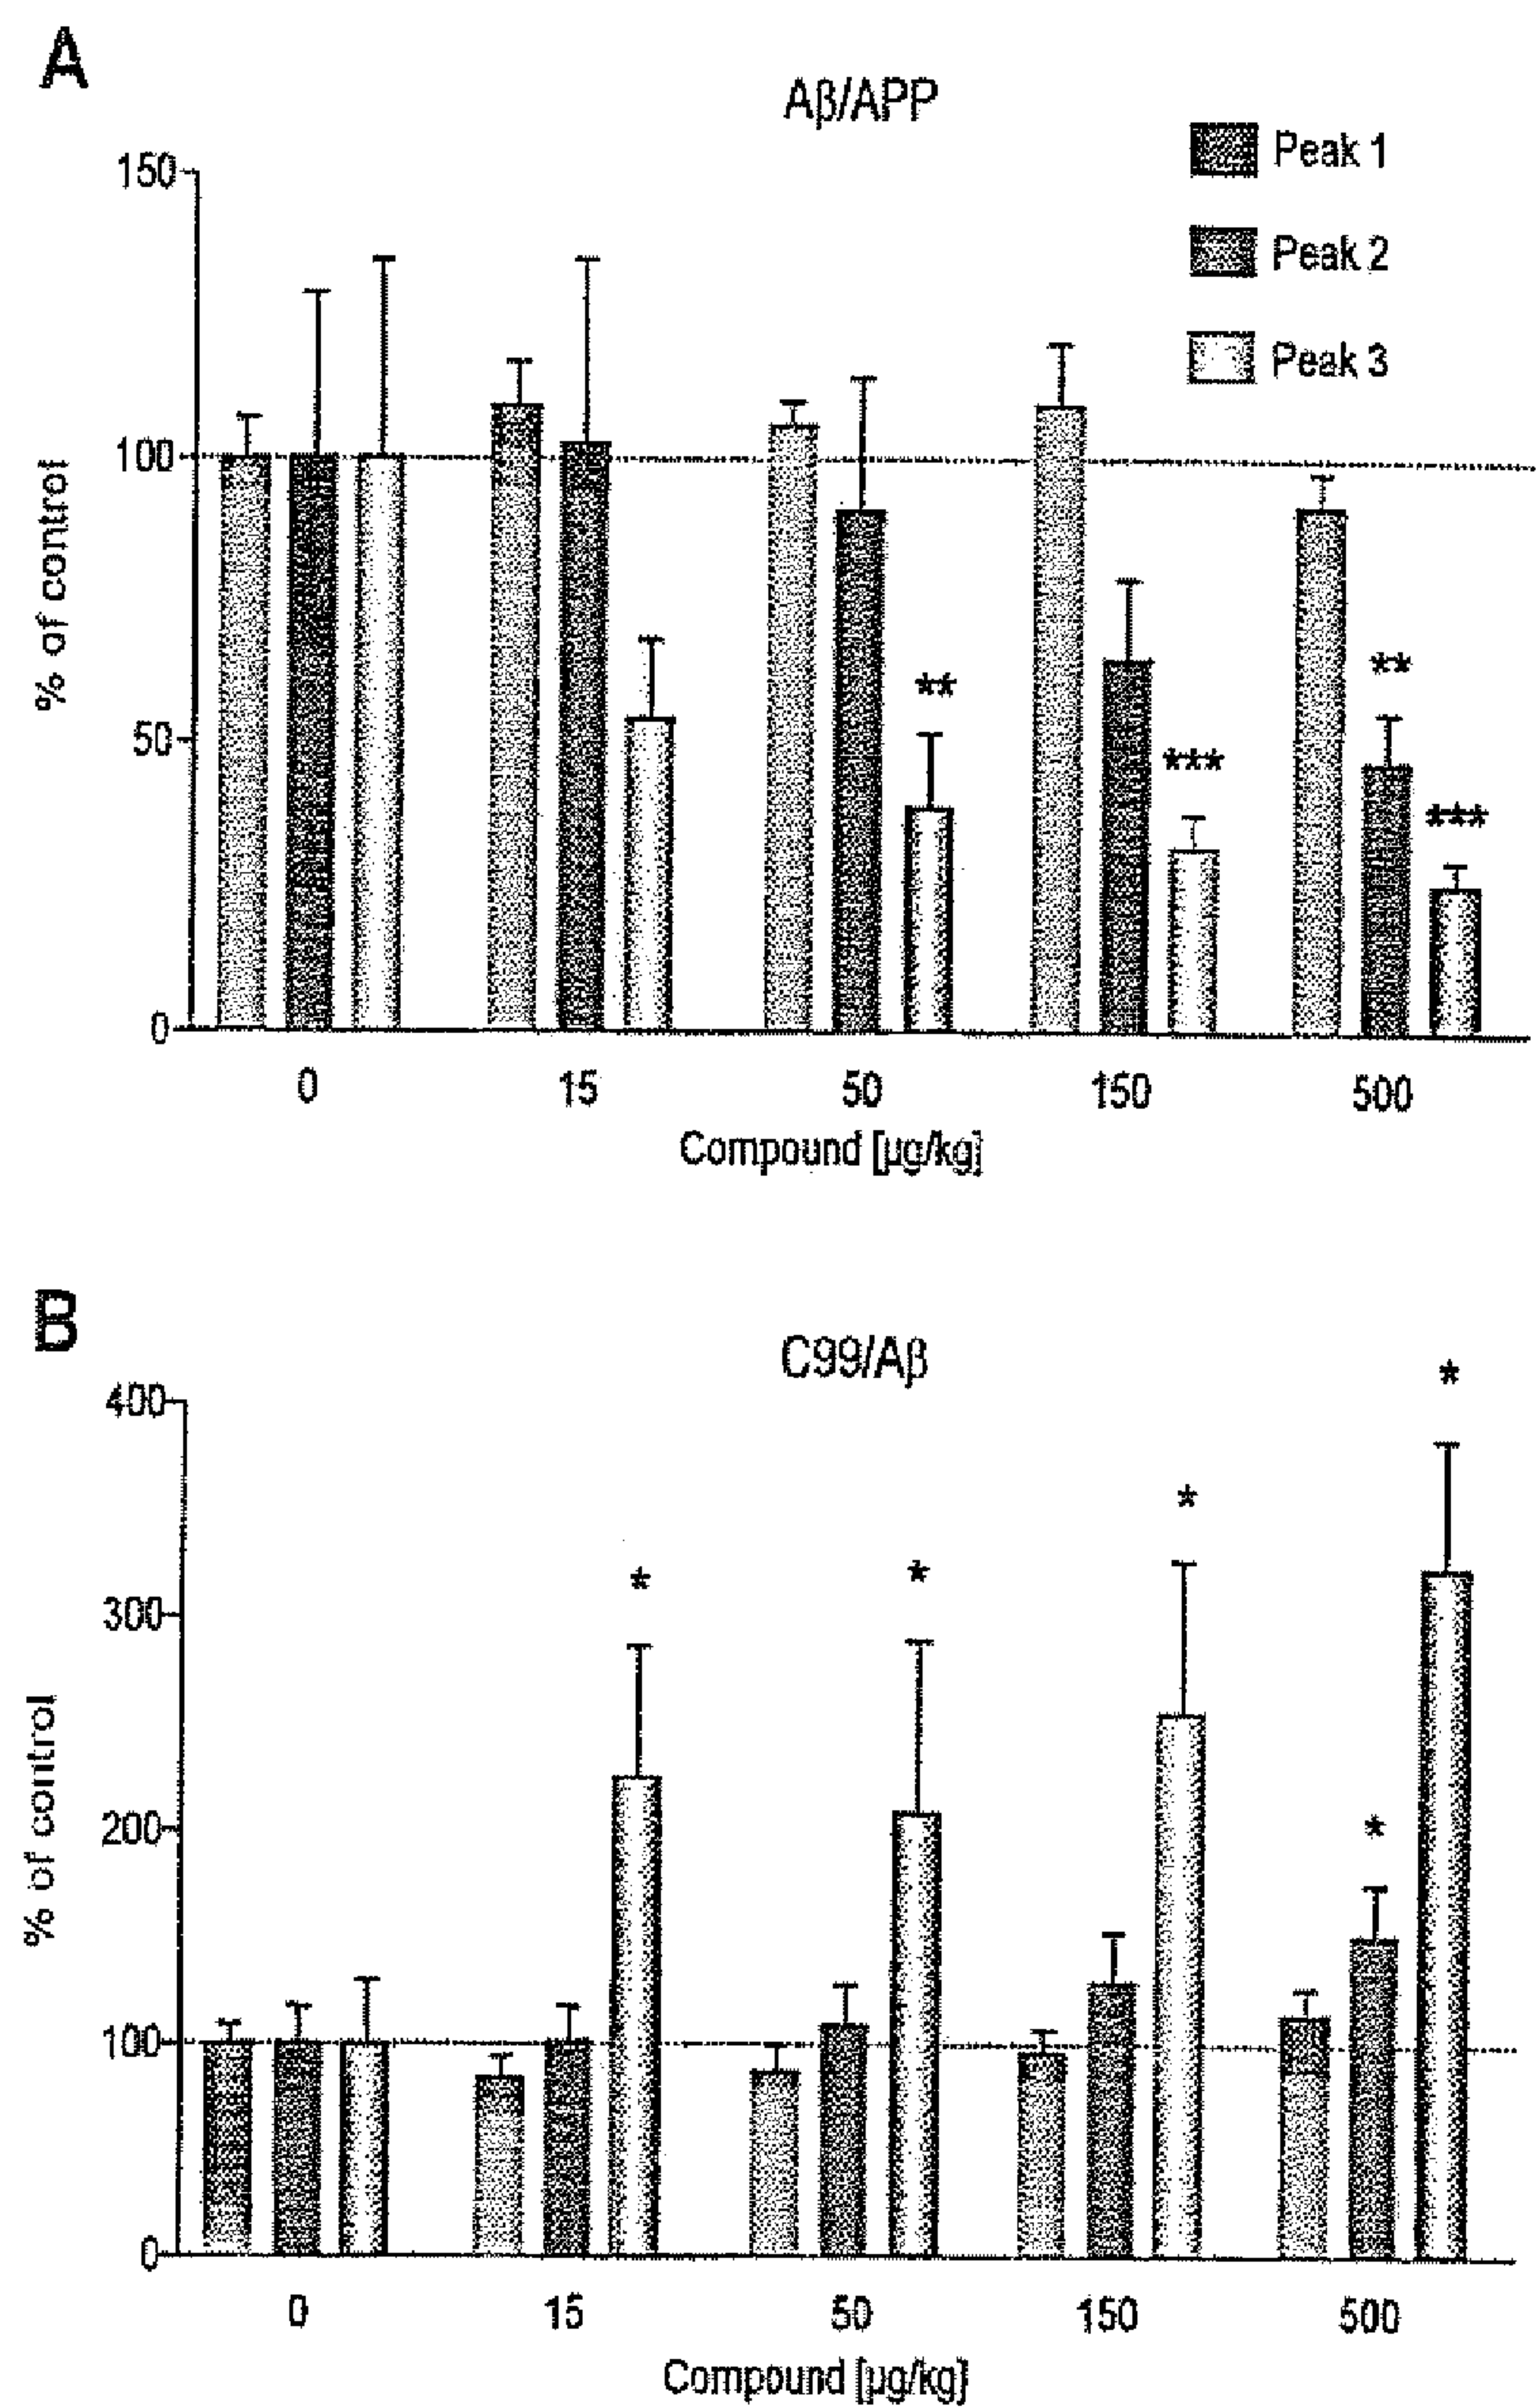 A
Aβ/APP
Peak 1
Peak 2
Peak 3
150
100
50
0
% of control
**
***
**
***
0 15 50 150 500
Compound [µg/kg]
B
C99/Aβ
400
300
200
100
0
% of control
*
*
*
*
*
0 15 50 150 500
Compound [µg/kg]